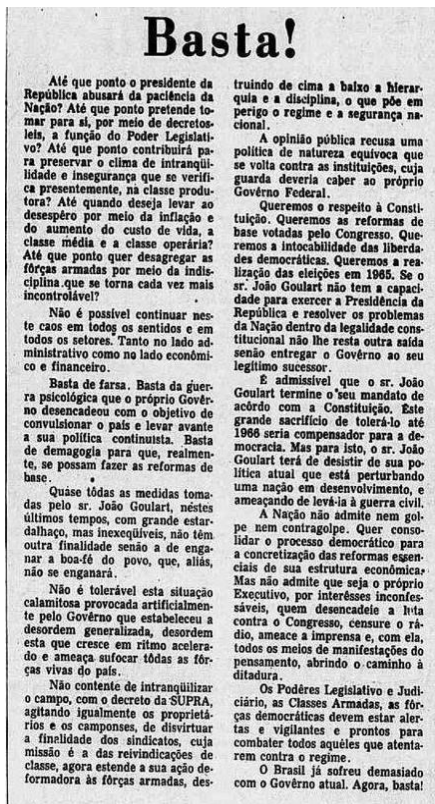 Basta!
Até que ponto o presidente da
República abusará da paciência da
Nação? Até que ponto pretende to-
mar para si, por meio de decretos-
leis, a função do Poder Legislati-
vo? Até que ponto contribuirá pa-
ra preservar o clima de intranqüi-
lidade e insegurança que se verifi-
ca presentemente, na classe produ-
tora? Até quando deseja levar ao
desespêro por meio da inflação e
do aumento do custo de vida, a
classe média e a classe operária?
Até que ponto quer desagregar as
fôrças armadas por meio da indis-
ciplina que se torna cada vez mais
incontrolável?
Não é possível continuar nes-
te caos em todos os sentidos e em
todos os setores. Tanto no lado ad-
ministrativo como no lado econômi-
co e financeiro.
Basta de farsa. Basta da guer-
ra psicológica que o próprio Govêr-
no desencadeou com o objetivo de
convulsionar o país e levar avante
a sua política continuista. Basta
de demagogia para que, realmen-
te, se possam fazer as reformas de
base.
Quase tôdas as medidas toma-
das pelo sr. João Goulart, nêstes
últimos tempos, com grande estar-
dalhaço, mas inexeqüíveis, não têm
outra finalidade senão a de enga-
nar a boa-fé do povo, que, aliás,
não se enganará.
Não é tolerável esta situação
calamitosa provocada artificialmen-
te pelo Govêrno que estabeleceu a
desordem generalizada, desordem
esta que cresce em ritmo acelera-
do e ameaça sufocar tôdas as fôr-
ças vivas do país.
Não contente de intranqüilizar
o campo, com o decreto da SUPRA,
agitando igualmente os proprietá-
rios e os camponses, de disvirtuar
a finalidade dos sindicatos, cuja
missão é a das reivindicações de
classe, agora estende a sua ação de-
formadora às fôrças armadas, des-
truindo de cima a baixo a hierar-
quia e a disciplina, o que põe em
perigo o regime e a segurança na-
cional.
A opinião pública recusa uma
política de natureza equívoca que
se volta contra as instituições, cuja
guarda deveria caber ao próprio
Govêrno Federal.
Queremos o respeito à Consti-
tuição. Queremos as reformas de
base votadas pelo Congresso. Que-
remos a intocabilidade das liberda-
des democráticas. Queremos a rea-
lização das eleições em 1965. Se o
sr. João Goulart não tem a capaci-
dade para exercer a Presidência da
República e resolver os problemas
da Nação dentro da legalidade cons-
titucional não lhe resta outra saída
senão entregar o Govêrno ao seu
legítimo sucessor.
É admissível que o sr. João
Goulart termine o seu mandato de
acôrdo com a Constituição. Êste
grande sacrifício de tolerá-lo até
1966 seria compensador para a de-
mocracia. Mas para isto, o sr. João
Goulart terá de desistir de sua po-
lítica atual que está perturbando
uma nação em desenvolvimento, e
ameaçando de levá-la à guerra civil.
A Nação não admite nem gol-
pe nem contragolpe. Quer conso-
lidar o processo democrático para
a concretização das reformas essen-
ciais de sua estrutura econômica.
Mas não admite que seja o próprio
Executivo, por interêsses inconfes-
sáveis, quem desencadeie a luta
contra o Congresso, censure o rá-
dio, ameace a imprensa e, com ela,
todos os meios de manifestações do
pensamento, abrindo o caminho à
ditadura.
Os Podêres Legislativo e Judi-
ciário, as Classes Armadas, as fôr-
ças democráticas devem estar aler-
tas e vigilantes e prontos para
combater todos aquêles que atenta-
rem contra o regime.
O Brasil já sofreu demasiado
com o Govêrno atual. Agora, basta!